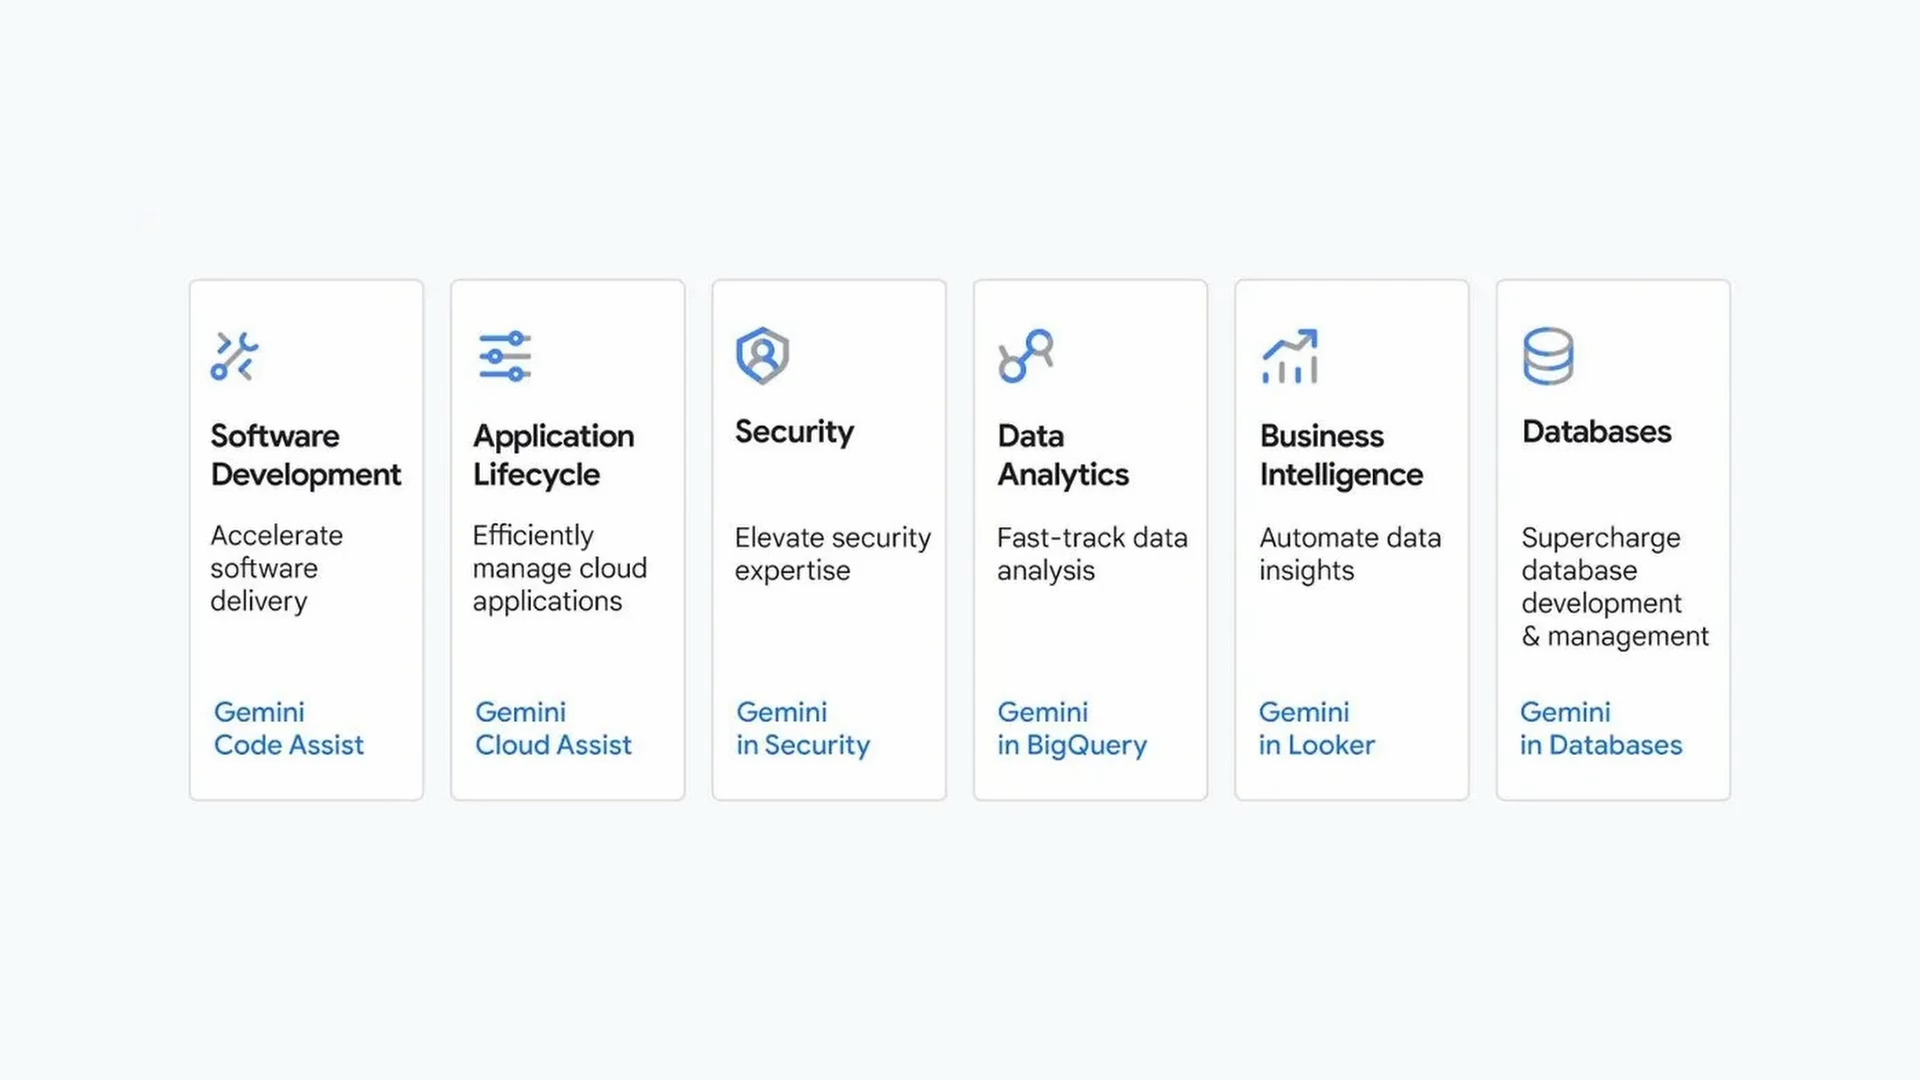 Software
Development
Accelerate
software
delivery
Gemini
Code Assist
Application
Lifecycle
Efficiently
manage cloud
applications
Gemini
Cloud Assist
Security
Elevate security
expertise
Gemini
in Security
Data
Analytics
Fast-track data
analysis
Gemini
in BigQuery
Business
Intelligence
Automate data
insights
Gemini
in Looker
Databases
Supercharge
database
development
& management
Gemini
in Databases